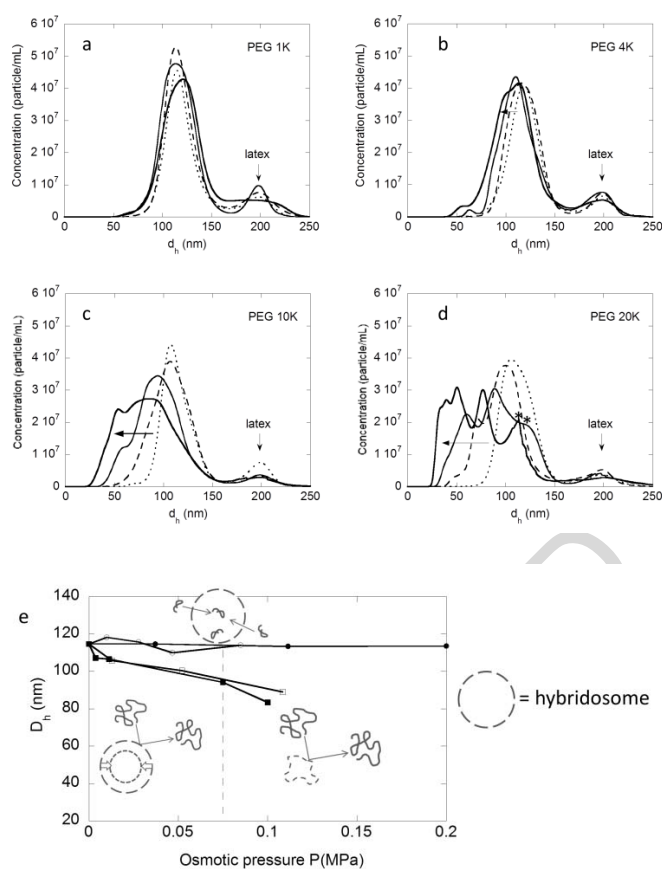 a
PEG 1K
latex
Concentration (particle/mL)
6 10⁷
5 10⁷
4 10⁷
3 10⁷
2 10⁷
1 10⁷
0
0 50 100 150 200 250
d_h (nm)
b
PEG 4K
latex
Concentration (particle/mL)
6 10⁷
5 10⁷
4 10⁷
3 10⁷
2 10⁷
1 10⁷
0
0 50 100 150 200 250
d_h (nm)
c
PEG 10K
latex
Concentration (particle/mL)
6 10⁷
5 10⁷
4 10⁷
3 10⁷
2 10⁷
1 10⁷
0
0 50 100 150 200 250
d_h (nm)
d
PEG 20K
* *
latex
Concentration (particle/mL)
6 10⁷
5 10⁷
4 10⁷
3 10⁷
2 10⁷
1 10⁷
0
0 50 100 150 200 250
d_h (nm)
e
D_h (nm)
140
120
100
80
60
40
20
0 0.05 0.1 0.15 0.2
Osmotic pressure P(MPa)
= hybridosome